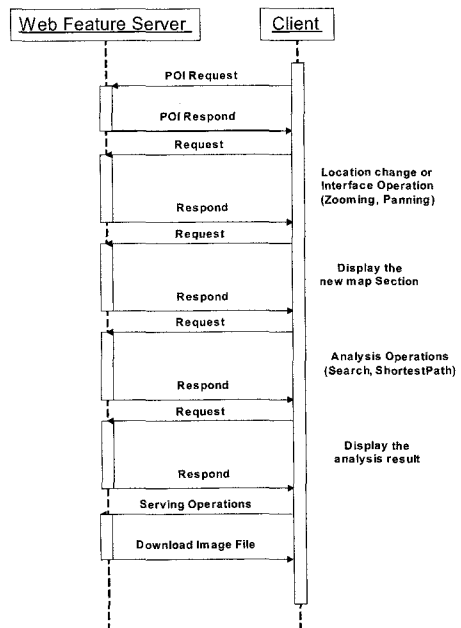 Web Feature Server
Client
POI Request
POI Respond
Request
Location change or
Interface Operation
(Zooming, Panning)
Respond
Request
Display the
new map Section
Respond
Request
Analysis Operations
(Search, ShortestPath)
Respond
Request
Display the
analysis result
Respond
Serving Operations
Download Image File